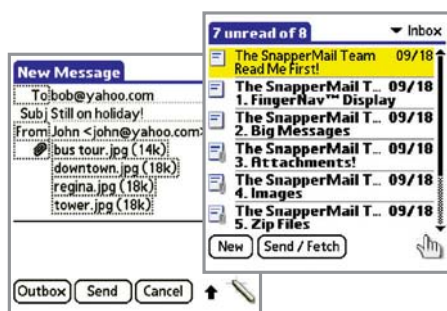 New Message
To bob@yahoo.com
Subj Still on holiday!
From John <john@yahoo.com>
bus tour.jpg (14k)
downtown.jpg (18k)
regina.jpg (18k)
tower.jpg (18k)
Outbox Send Cancel
7 unread of 8 Inbox
The SnapperMail Team 09/18
Read Me First!
The SnapperMail T... 09/18
1. FingerNav™ Display
The SnapperMail T... 09/18
2. Big Messages
The SnapperMail T... 09/18
3. Attachments!
The SnapperMail T... 09/18
4. Images
The SnapperMail T... 09/18
5. Zip Files
New Send / Fetch